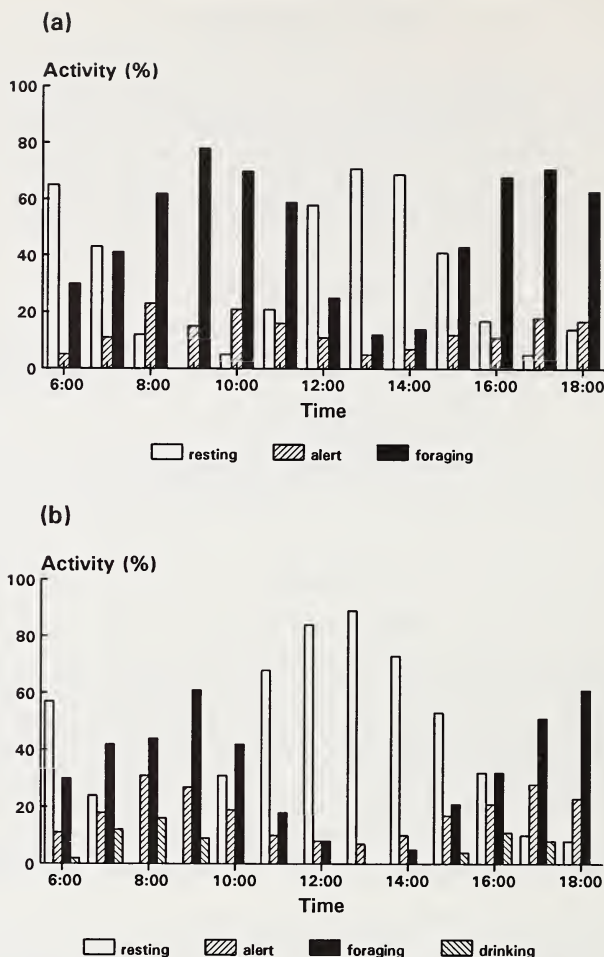 (a)
Activity (%)
100
80
60
40
20
0
6:00 8:00 10:00 12:00 14:00 16:00 18:00
Time
resting alert foraging
(b)
Activity (%)
100
80
60
40
20
0
6:00 8:00 10:00 12:00 14:00 16:00 18:00
Time
resting alert foraging drinking